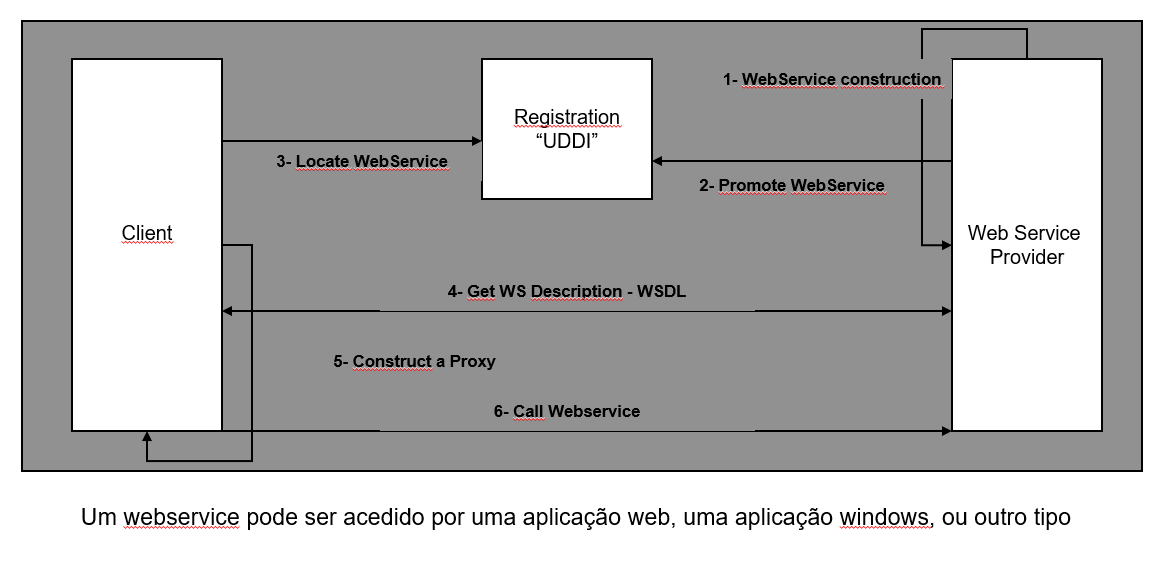 1- WebService construction
Registration
“UDDI”
3- Locate WebService
2- Promote WebService
Client
Web Service
Provider
4- Get WS Description - WSDL
5- Construct a Proxy
6- Call Webservice
Um webservice pode ser acedido por uma aplicação web, uma aplicação windows, ou outro tipo